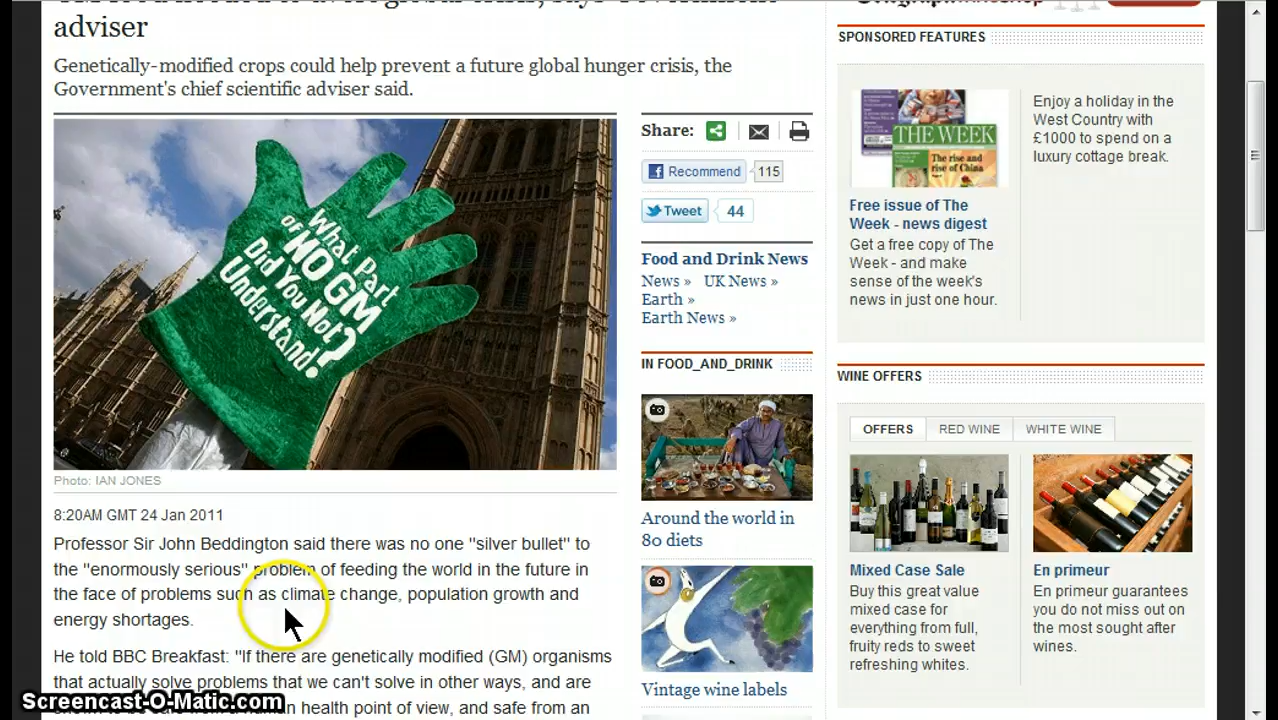 adviser
Genetically-modified crops could help prevent a future global hunger crisis, the
Government's chief scientific adviser said.
What Part
of NO GM
Did You Not?
Understand!
Photo: IAN JONES
8:20AM GMT 24 Jan 2011
Professor Sir John Beddington said there was no one "silver bullet" to
the "enormously serious" problem of feeding the world in the future in
the face of problems such as climate change, population growth and
energy shortages.
He told BBC Breakfast: "If there are genetically modified (GM) organisms
that actually solve problems that we can't solve in other ways, and are
health point of view, and safe from an
Share:
Recommend 115
Tweet 44
Food and Drink News
News » UK News »
Earth »
Earth News »
IN FOOD_AND_DRINK
Around the world in
80 diets
Vintage wine labels
SPONSORED FEATURES
THE WEEK
The rise and
rise of China
Free issue of The
Week - news digest
Get a free copy of The
Week - and make
sense of the week's
news in just one hour.
Enjoy a holiday in the
West Country with
£1000 to spend on a
luxury cottage break.
WINE OFFERS
OFFERS RED WINE WHITE WINE
Mixed Case Sale
Buy this great value
mixed case for
everything from full,
fruity reds to sweet
refreshing whites.
En primeur
En primeur guarantees
you do not miss out on
the most sought after
wines.
Screencast-O-Matic.com